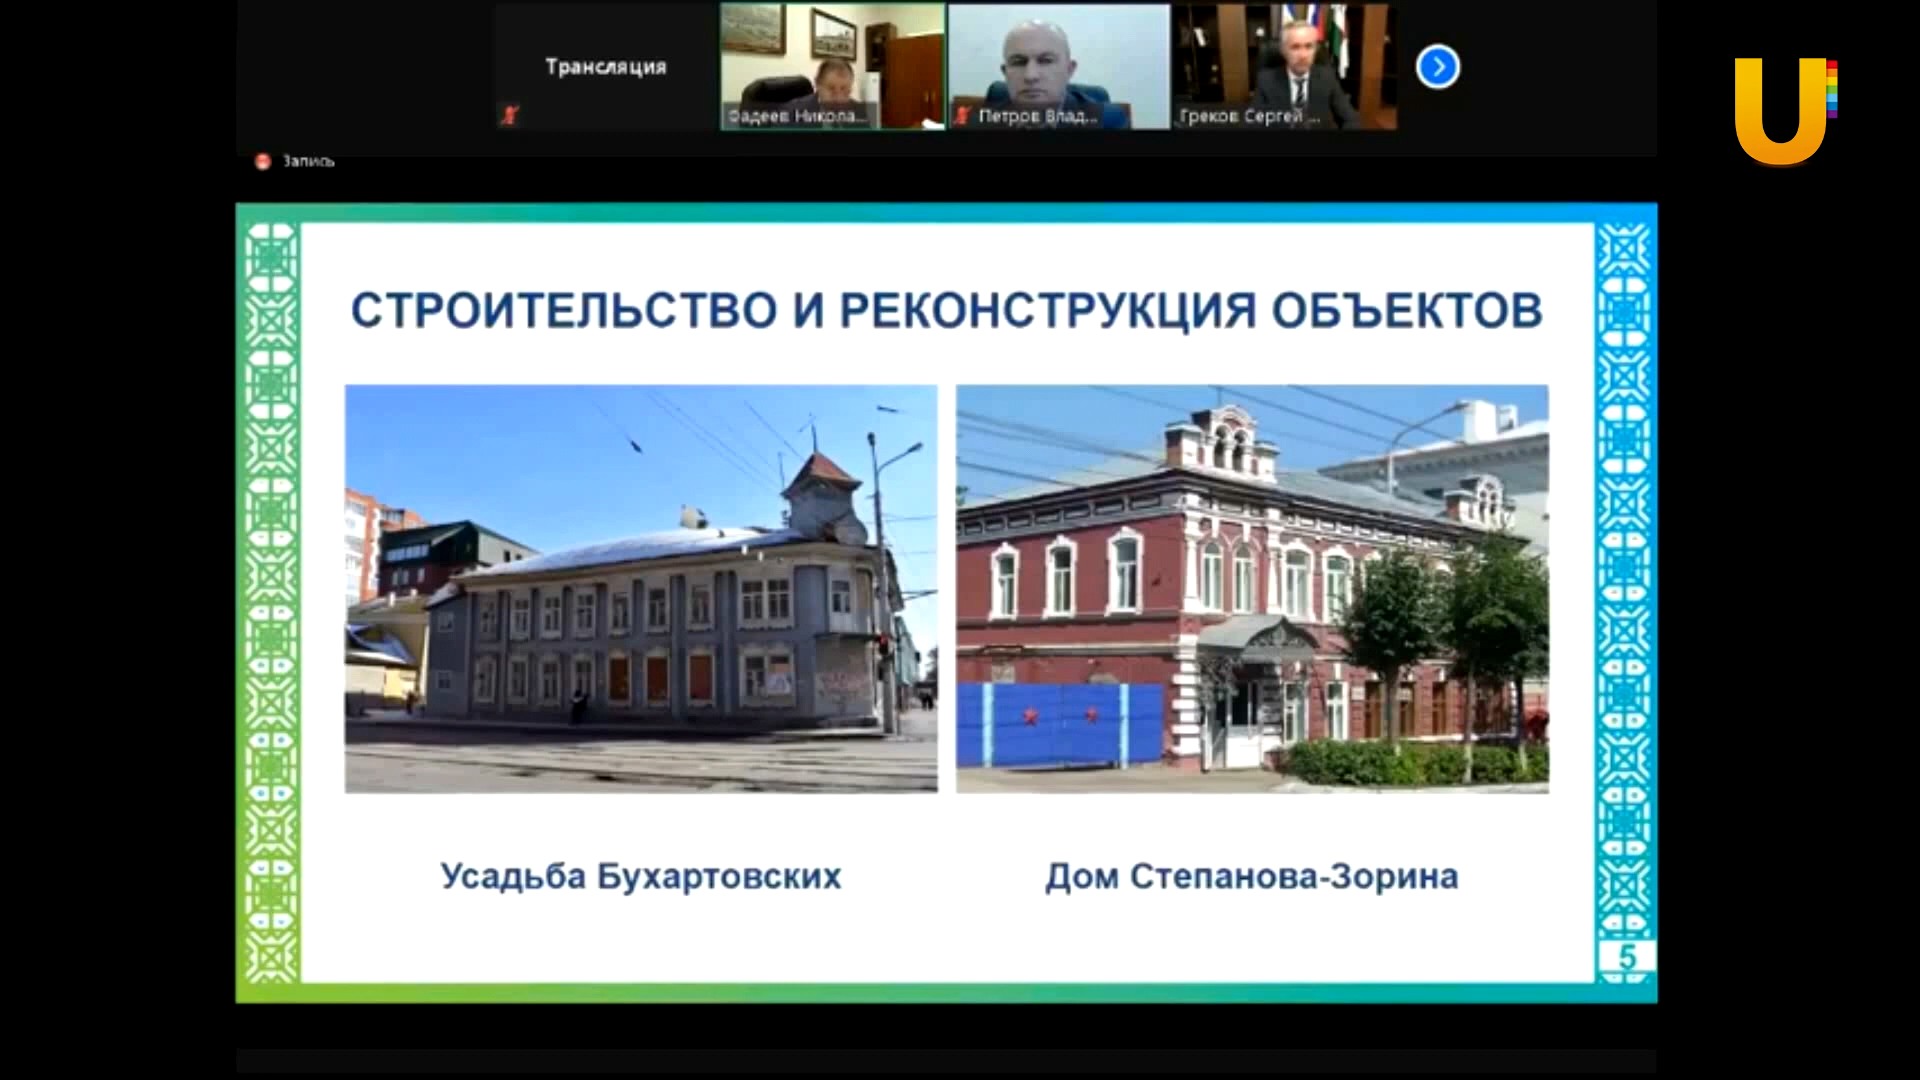 Трансляция
Фадеев Никола...
Петров Влад...
Греков Сергей ...
Запись
U
СТРОИТЕЛЬСТВО И РЕКОНСТРУКЦИЯ ОБЪЕКТОВ
Усадьба Бухартовских
Дом Степанова-Зорина
5